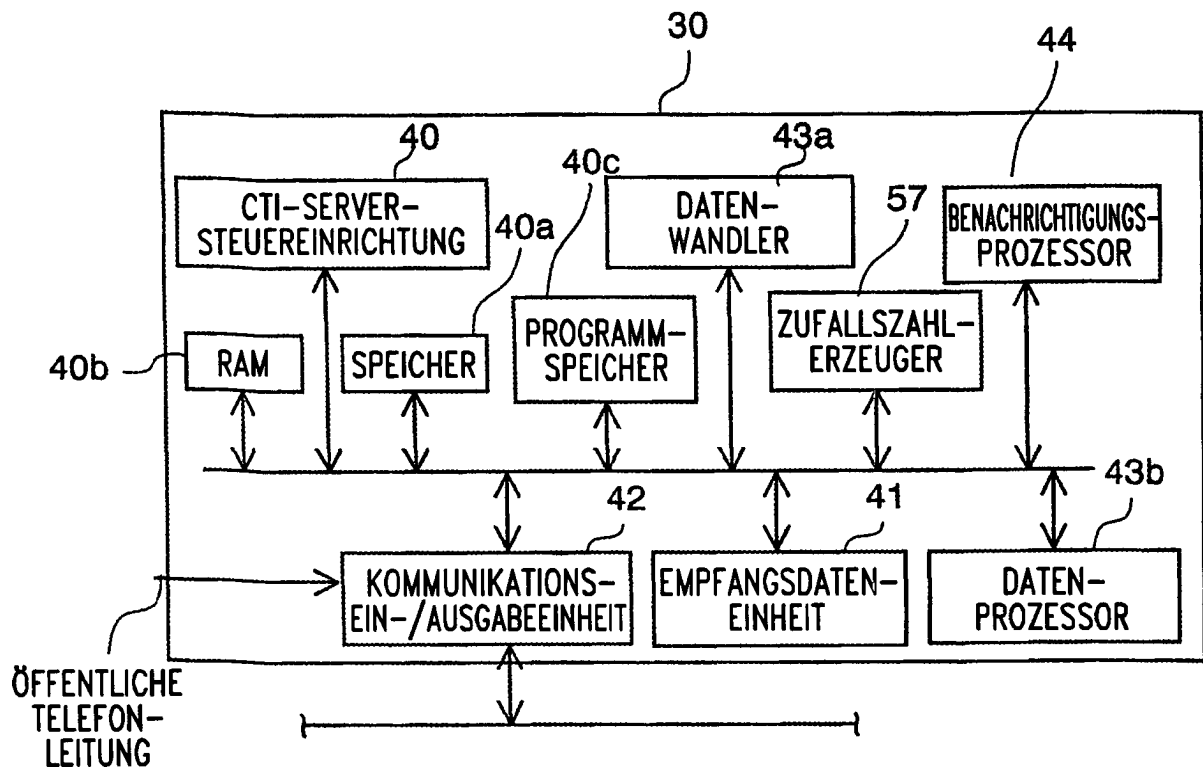 30
44
40
CTI-SERVER-
STEUEREINRICHTUNG
40c
43a
DATEN-
WANDLER
57
BENACHRICHTIGUNGS-
PROZESSOR
40a
40b
RAM
SPEICHER
PROGRAMM-
SPEICHER
ZUFALLSZAHL-
ERZEUGER
42
KOMMUNIKATIONS-
EIN-/AUSGABEEINHEIT
41
EMPFANGSDATEN-
EINHEIT
43b
DATEN-
PROZESSOR
ÖFFENTLICHE
TELEFON-
LEITUNG